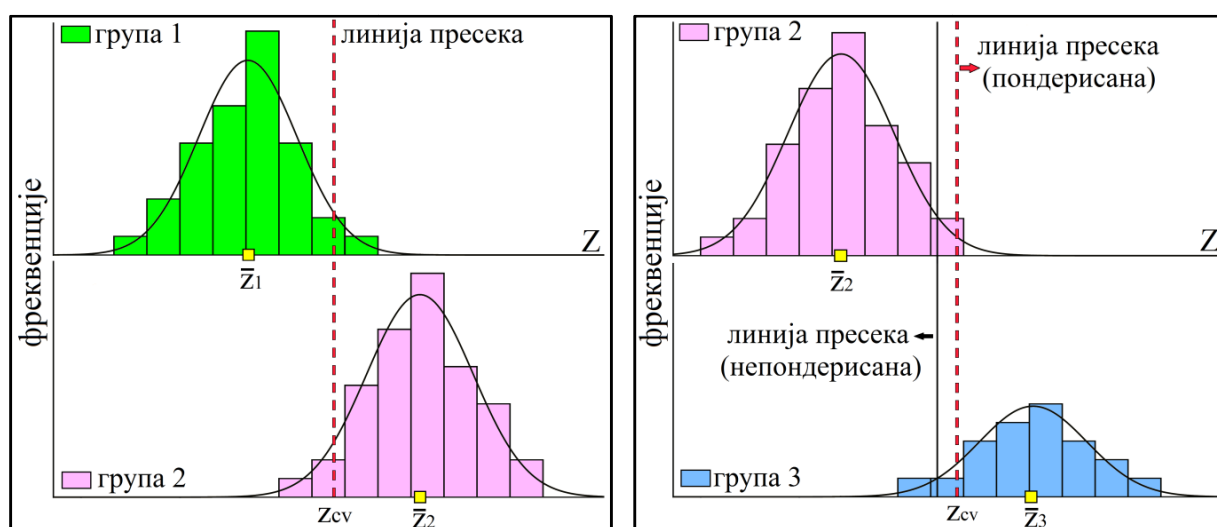 група 1
линија пресека
Z
z̄1
фреквенције
група 2
zcv
z̄2
група 2
линија пресека
(пондерисана)
Z
z̄2
фреквенције
линија пресека
(непондерисана)
група 3
zcv
z̄3